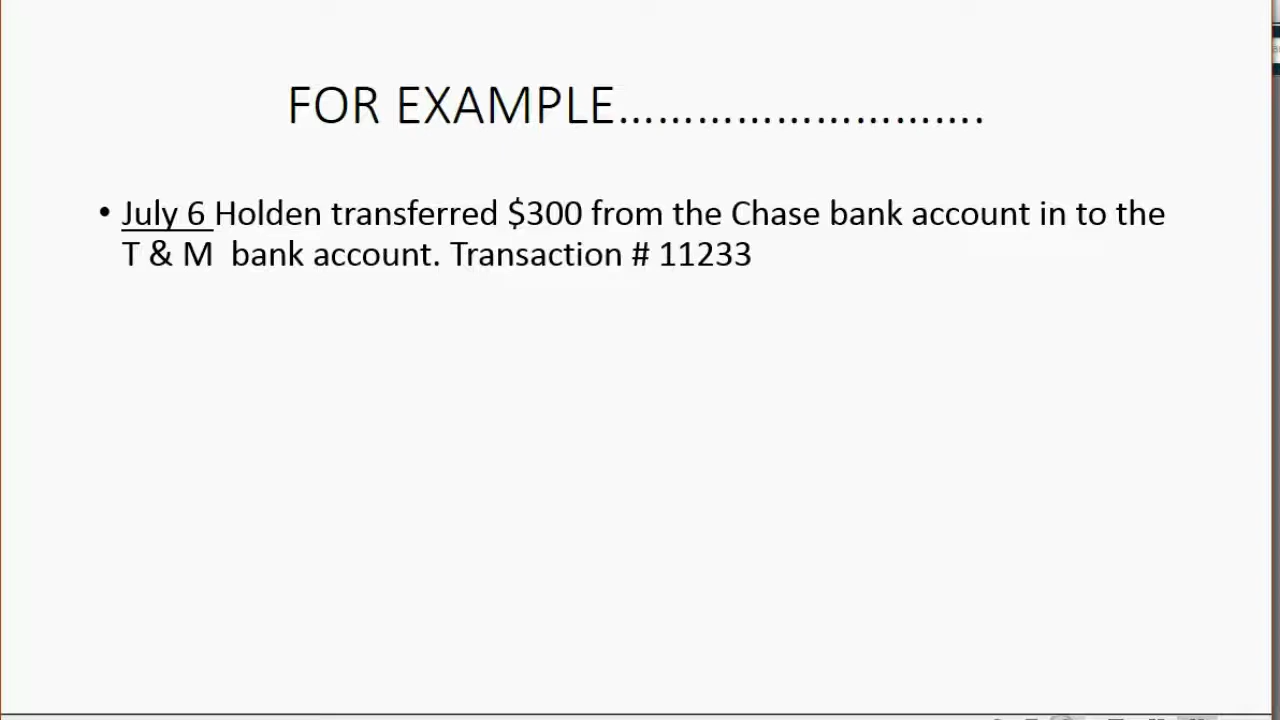 FOR EXAMPLE……………………….
• July 6 Holden transferred $300 from the Chase bank account in to the
T & M  bank account. Transaction # 11233